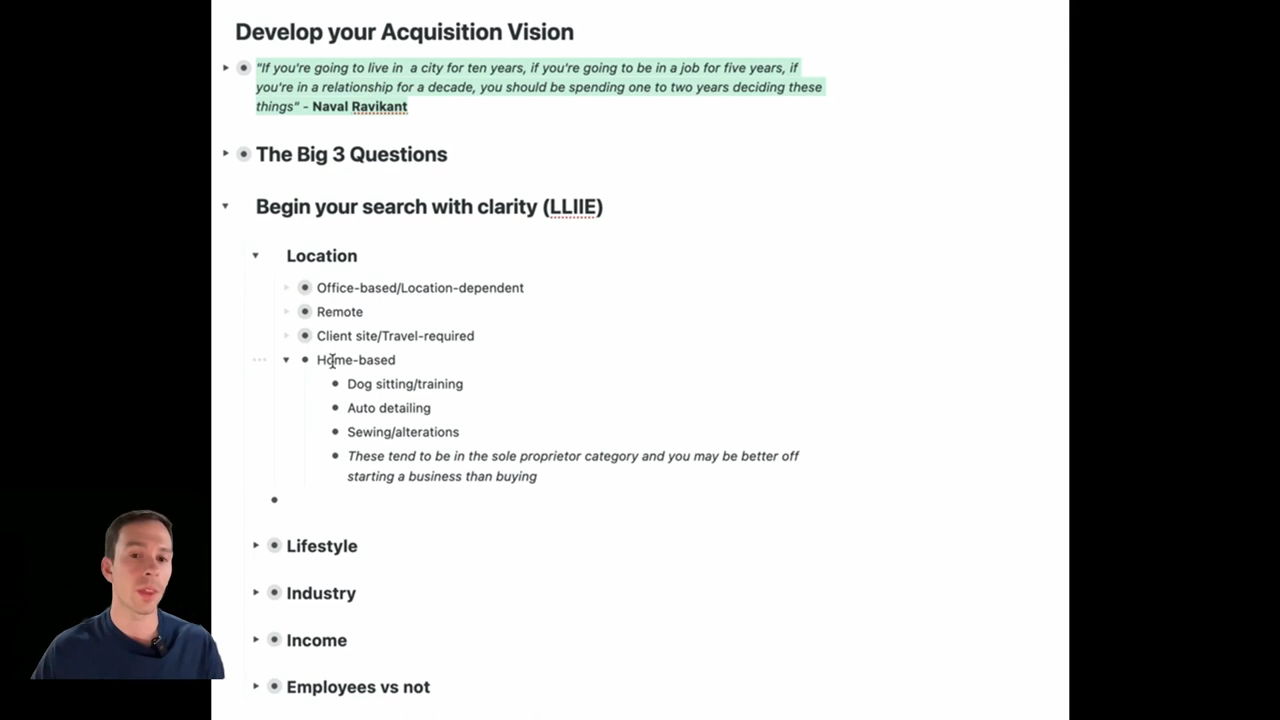 Develop your Acquisition Vision
"If you're going to live in a city for ten years, if you're going to be in a job for five years, if
you're in a relationship for a decade, you should be spending one to two years deciding these
things" - Naval Ravikant
The Big 3 Questions
Begin your search with clarity (LLIIE)
Location
Office-based/Location-dependent
Remote
Client site/Travel-required
Home-based
Dog sitting/training
Auto detailing
Sewing/alterations
These tend to be in the sole proprietor category and you may be better off
starting a business than buying
Lifestyle
Industry
Income
Employees vs not